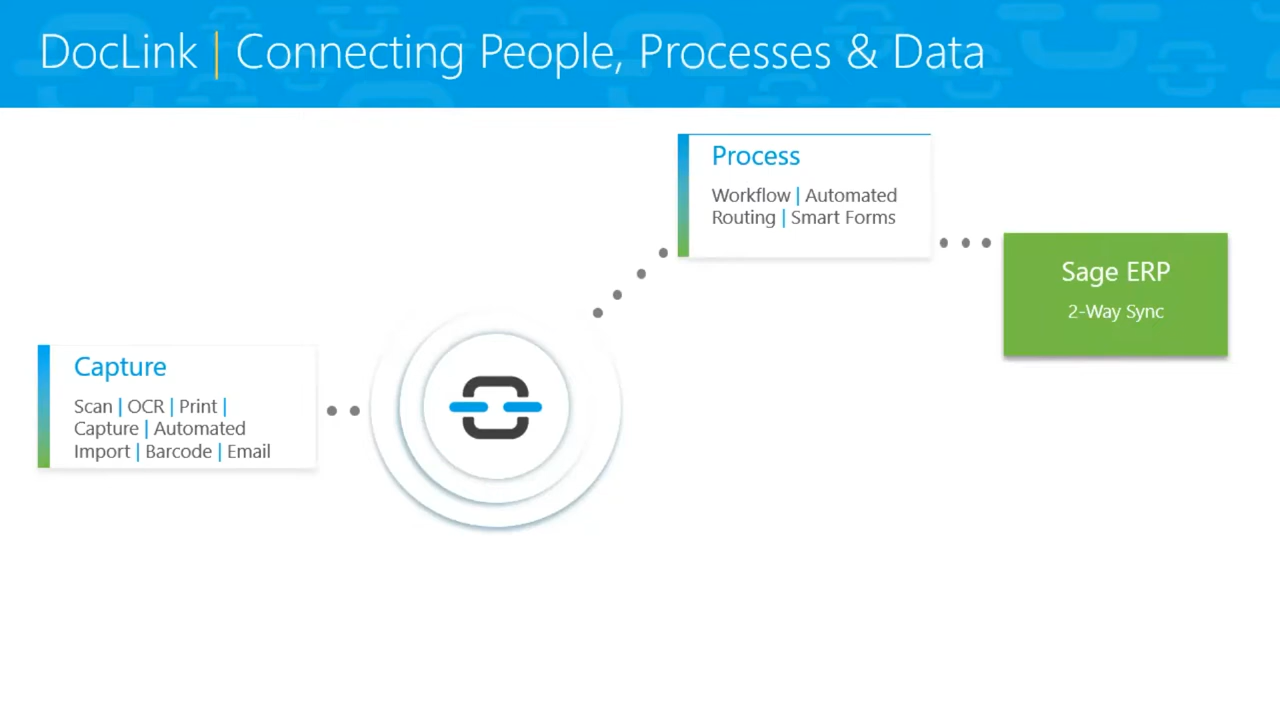 DocLink | Connecting People, Processes & Data
Process
Workflow | Automated
Routing | Smart Forms
Sage ERP
2-Way Sync
Capture
Scan | OCR | Print |
Capture | Automated
Import | Barcode | Email